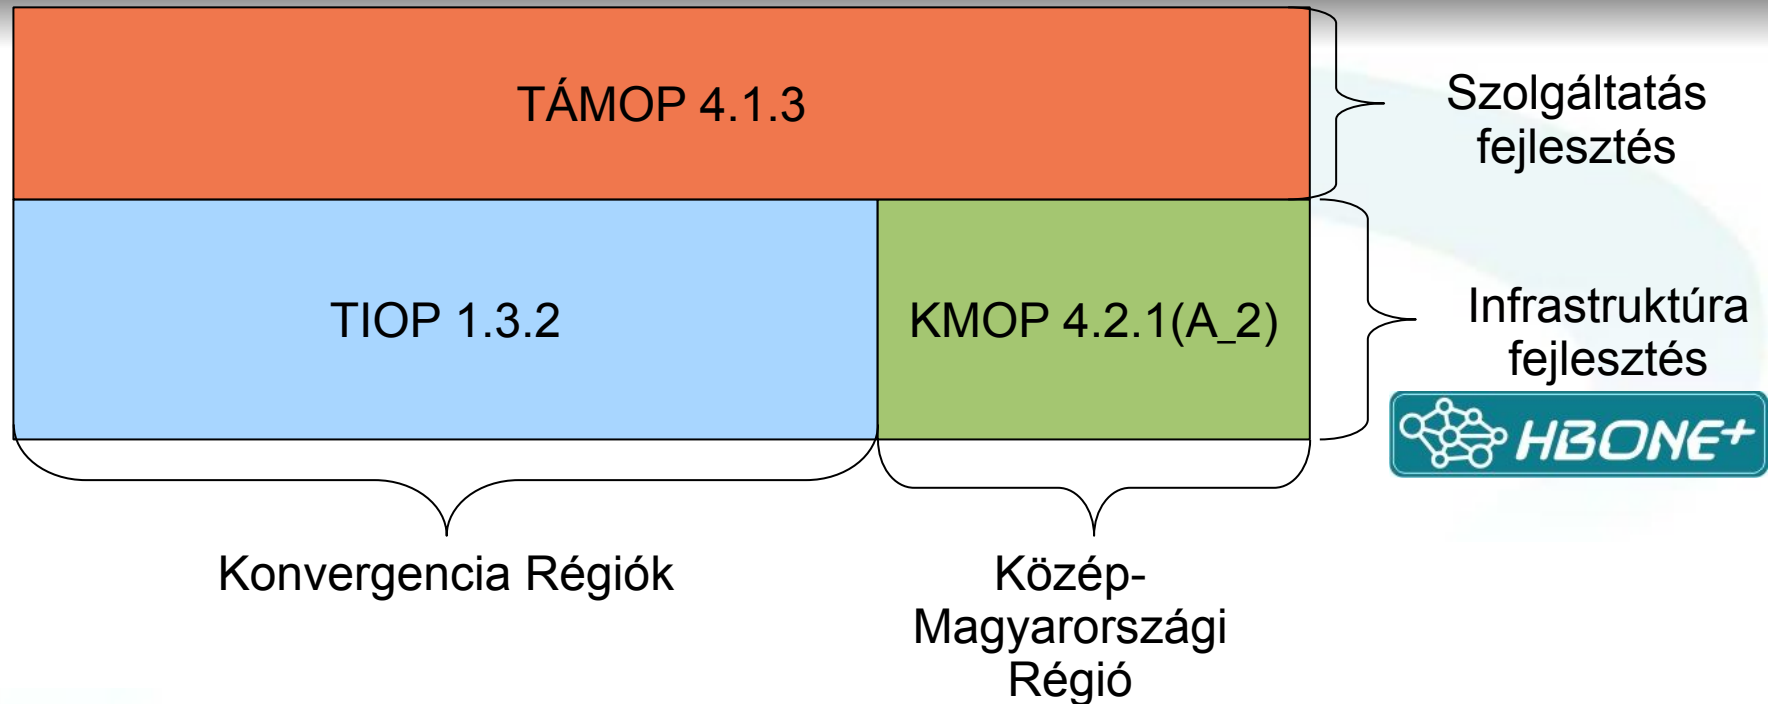 TÁMOP 4.1.3
Szolgáltatás
fejlesztés
TIOP 1.3.2
KMOP 4.2.1(A_2)
Infrastruktúra
fejlesztés
HBONE+
Konvergencia Régiók
Közép-
Magyarországi
Régió